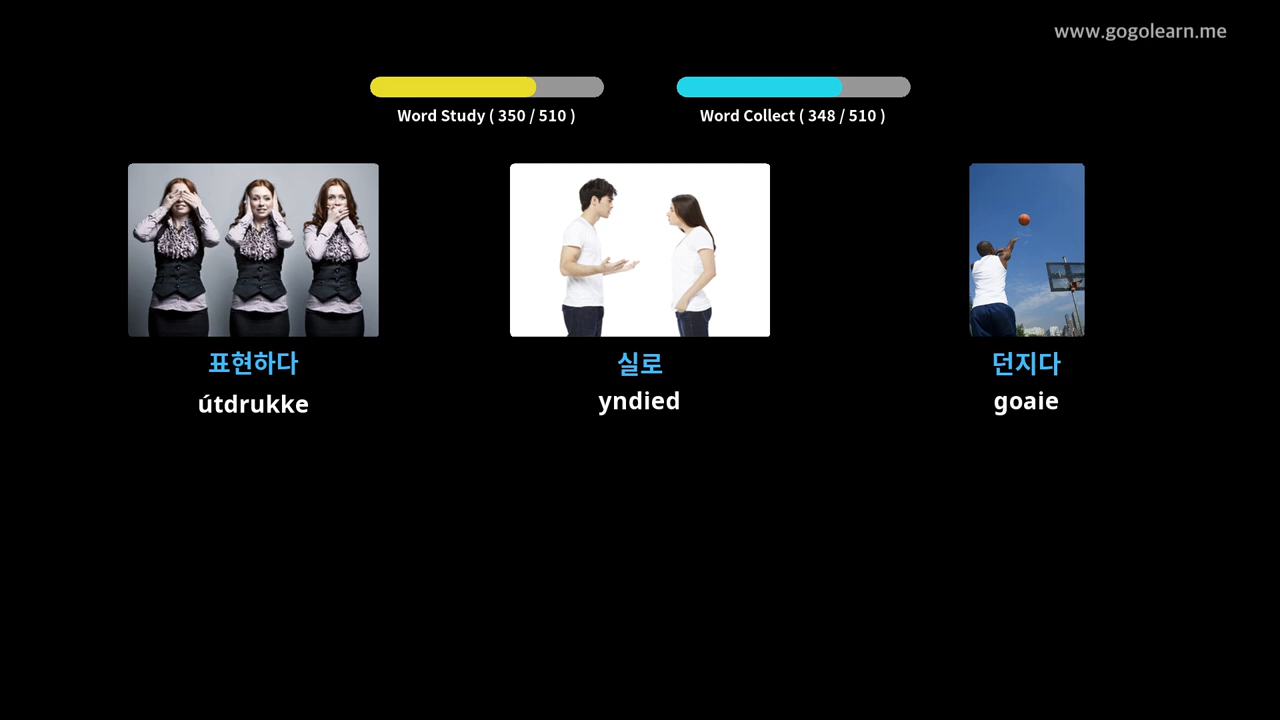 www.gogolearn.me
Word Study ( 350 / 510 )
Word Collect ( 348 / 510 )
표현하다
útdrukke
실로
yndied
던지다
goaie